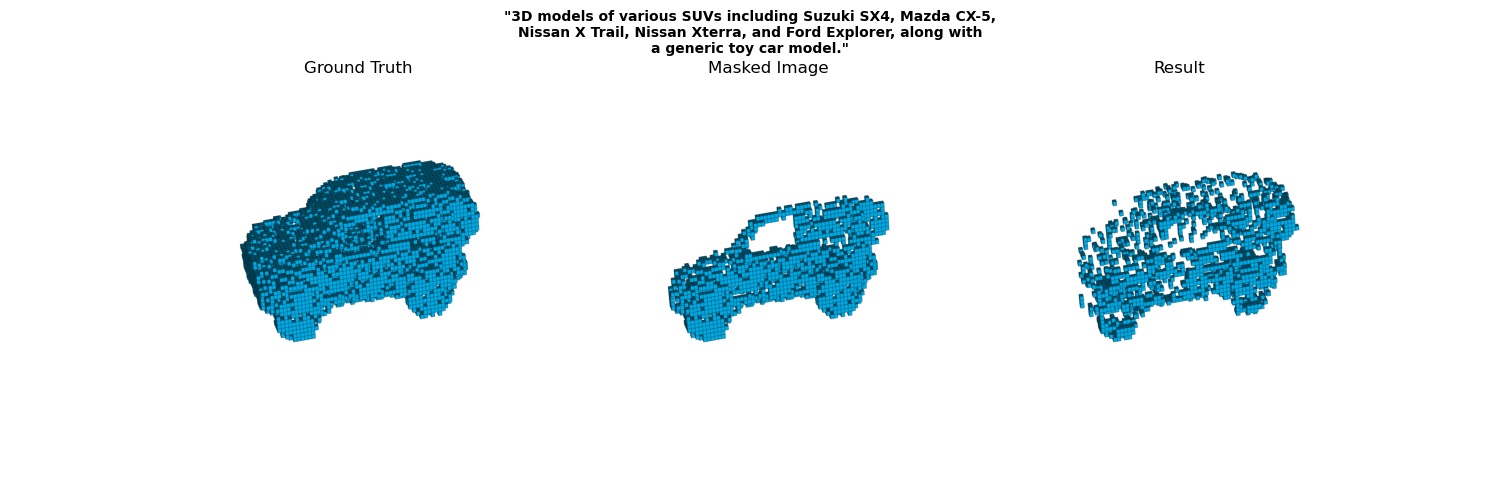 "3D models of various SUVs including Suzuki SX4, Mazda CX-5,
Nissan X Trail, Nissan Xterra, and Ford Explorer, along with
a generic toy car model."
Ground Truth
Masked Image
Result